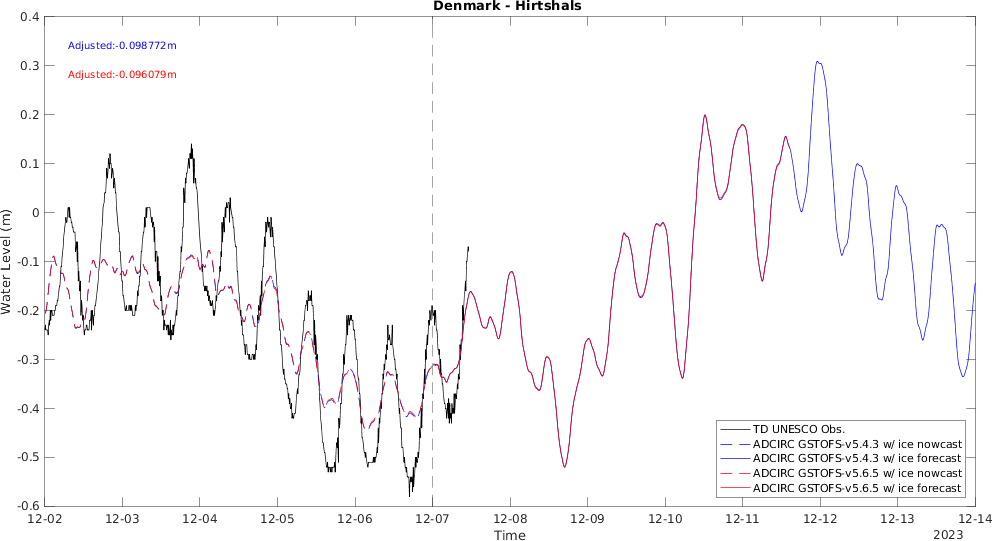 Denmark - Hirtshals
Adjusted:-0.098772m
Adjusted:-0.096079m
Water Level (m)
0.4
0.3
0.2
0.1
0
-0.1
-0.2
-0.3
-0.4
-0.5
-0.6
TD UNESCO Obs.
ADCIRC GSTOFS-v5.4.3 w/ ice nowcast
ADCIRC GSTOFS-v5.4.3 w/ ice forecast
ADCIRC GSTOFS-v5.6.5 w/ ice nowcast
ADCIRC GSTOFS-v5.6.5 w/ ice forecast
12-02 12-03 12-04 12-05 12-06 12-07 12-08 12-09 12-10 12-11 12-12 12-13 12-14
Time
2023